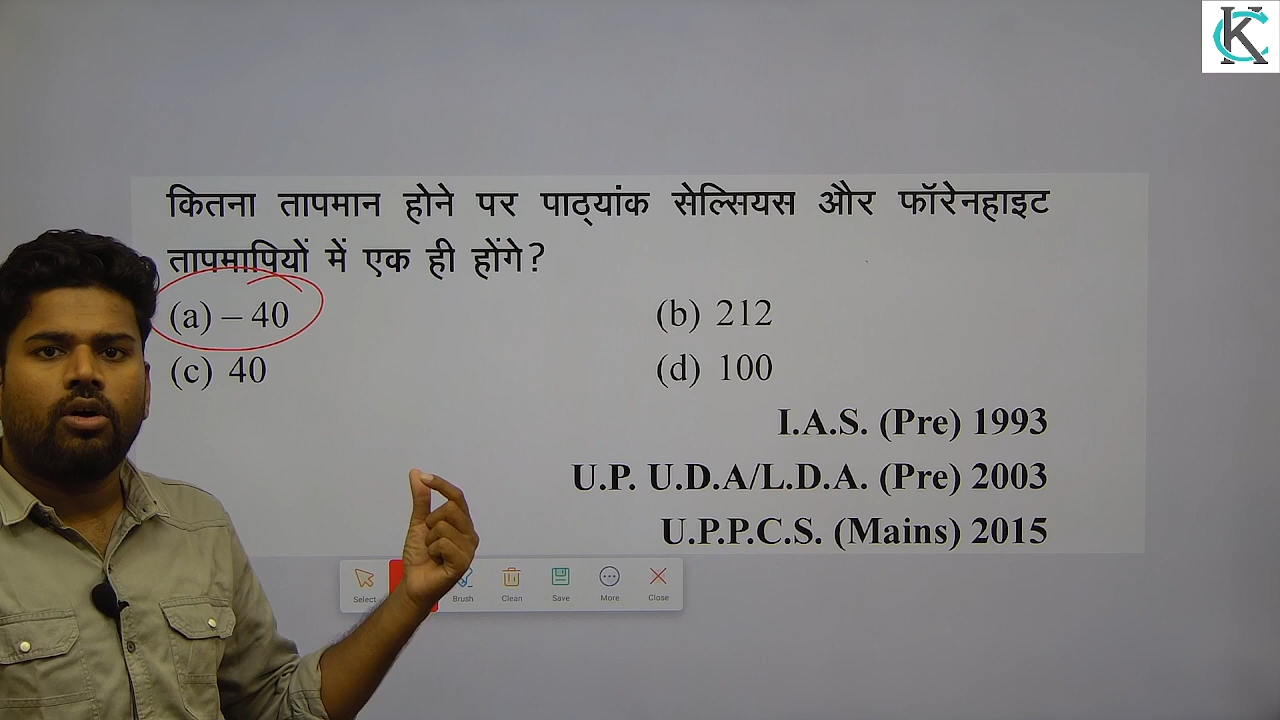 कितना तापमान होने पर पाठ्यांक सेल्सियस और फॉरेनहाइट
तापमापियों में एक ही होंगे?
(a) – 40 (b) 212
(c) 40 (d) 100
I.A.S. (Pre) 1993
U.P. U.D.A/L.D.A. (Pre) 2003
U.P.P.C.S. (Mains) 2015
Select Brush Clean Save More Close
KC